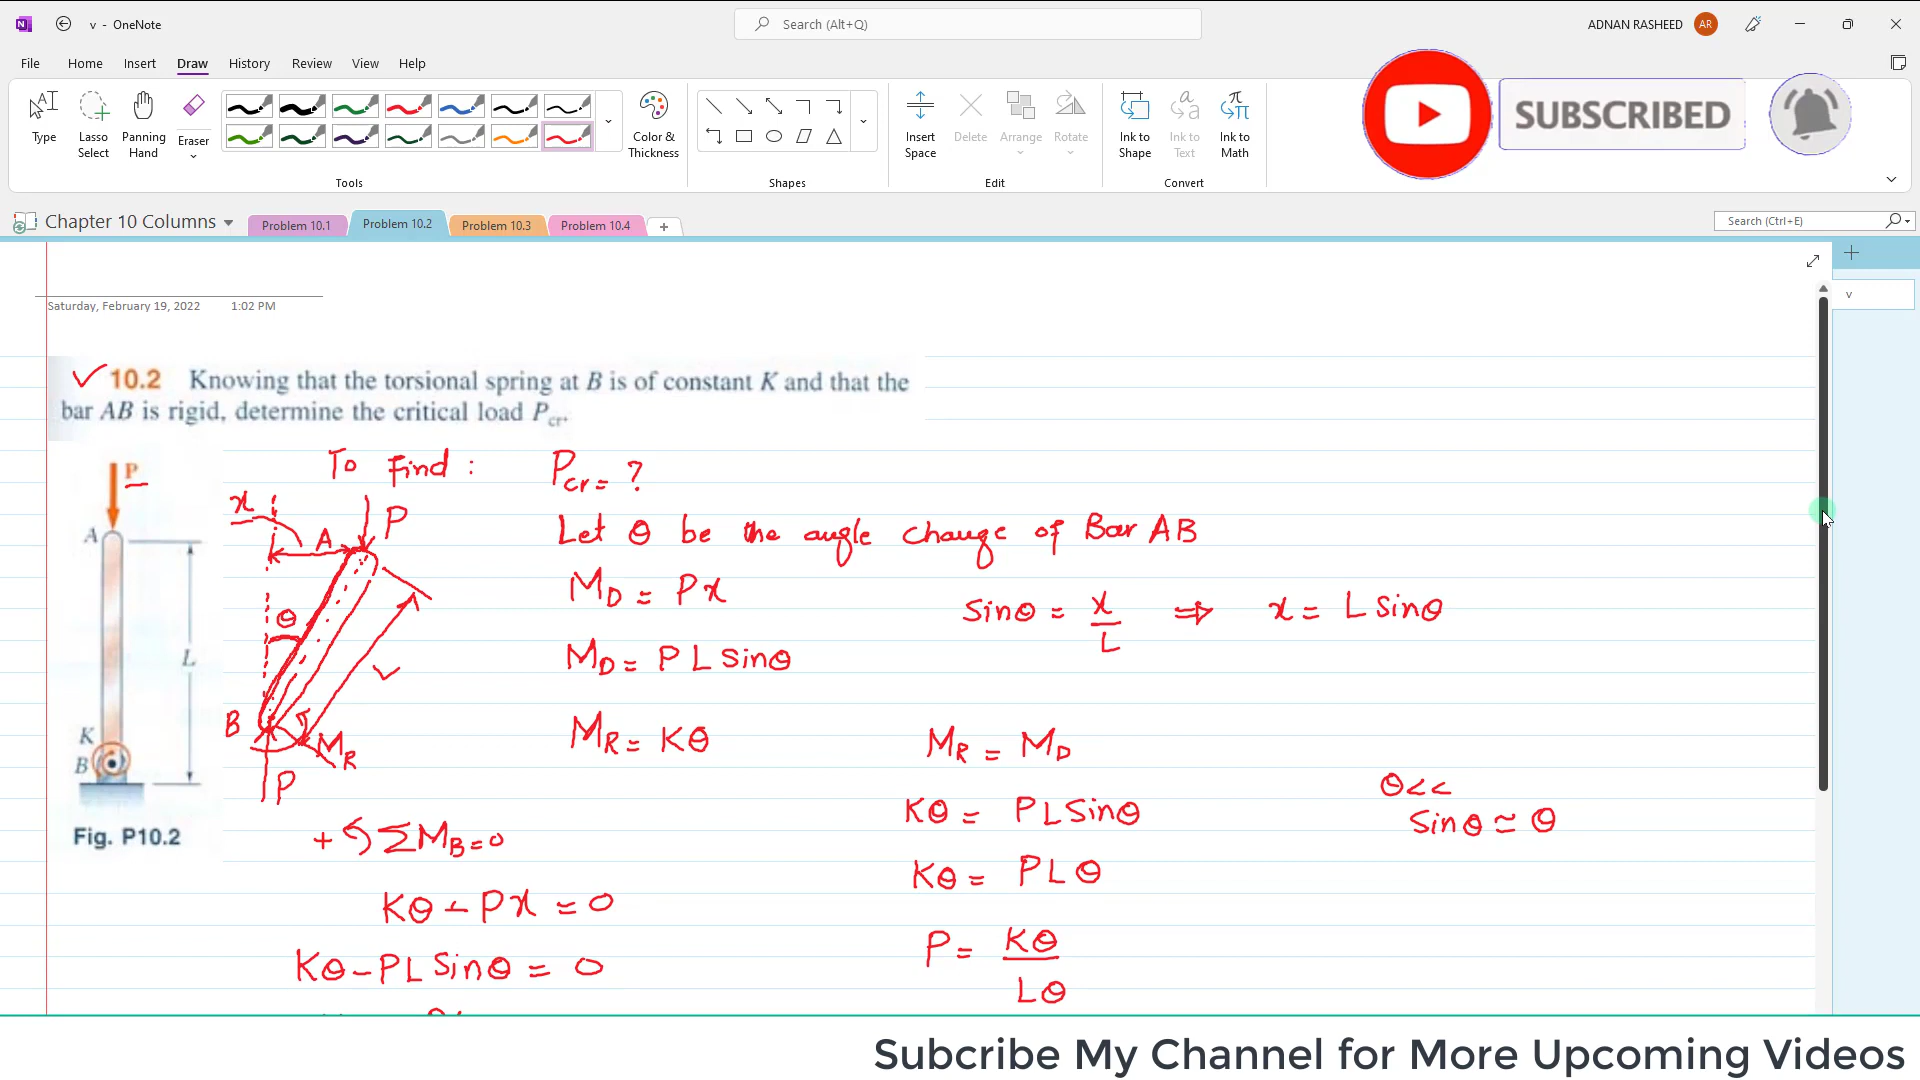 v - OneNote
Search (Alt+Q)
ADNAN RASHEED
AR
File Home Insert Draw History Review View Help
Type
Lasso Select
Panning Hand
Eraser
Color & Thickness
Insert Space
Delete
Arrange
Rotate
Ink to Shape
Ink to Text
Ink to Math
Tools
Shapes
Edit
Convert
SUBSCRIBED
Chapter 10 Columns
Problem 10.1
Problem 10.2
Problem 10.3
Problem 10.4
Search (Ctrl+E)
v
Saturday, February 19, 2022 1:02 PM
10.2 Knowing that the torsional spring at B is of constant K and that the
bar AB is rigid, determine the critical load Pcr.
P
A
L
K
B
Fig. P10.2
To Find : Pcr = ?
x
A
P
θ
B
MR
P
Let θ be the angle change of Bar AB
MD = Px
sinθ = x/L ⇒ x = L sinθ
MD = PL sinθ
MR = Kθ
MR = MD
θ<<
Kθ = PL Sinθ
Sinθ ≃ θ
+ ↺ ΣMB = 0
Kθ = PLθ
Kθ - Px = 0
P = Kθ/Lθ
Kθ - PL Sinθ = 0
Subcribe My Channel for More Upcoming Videos